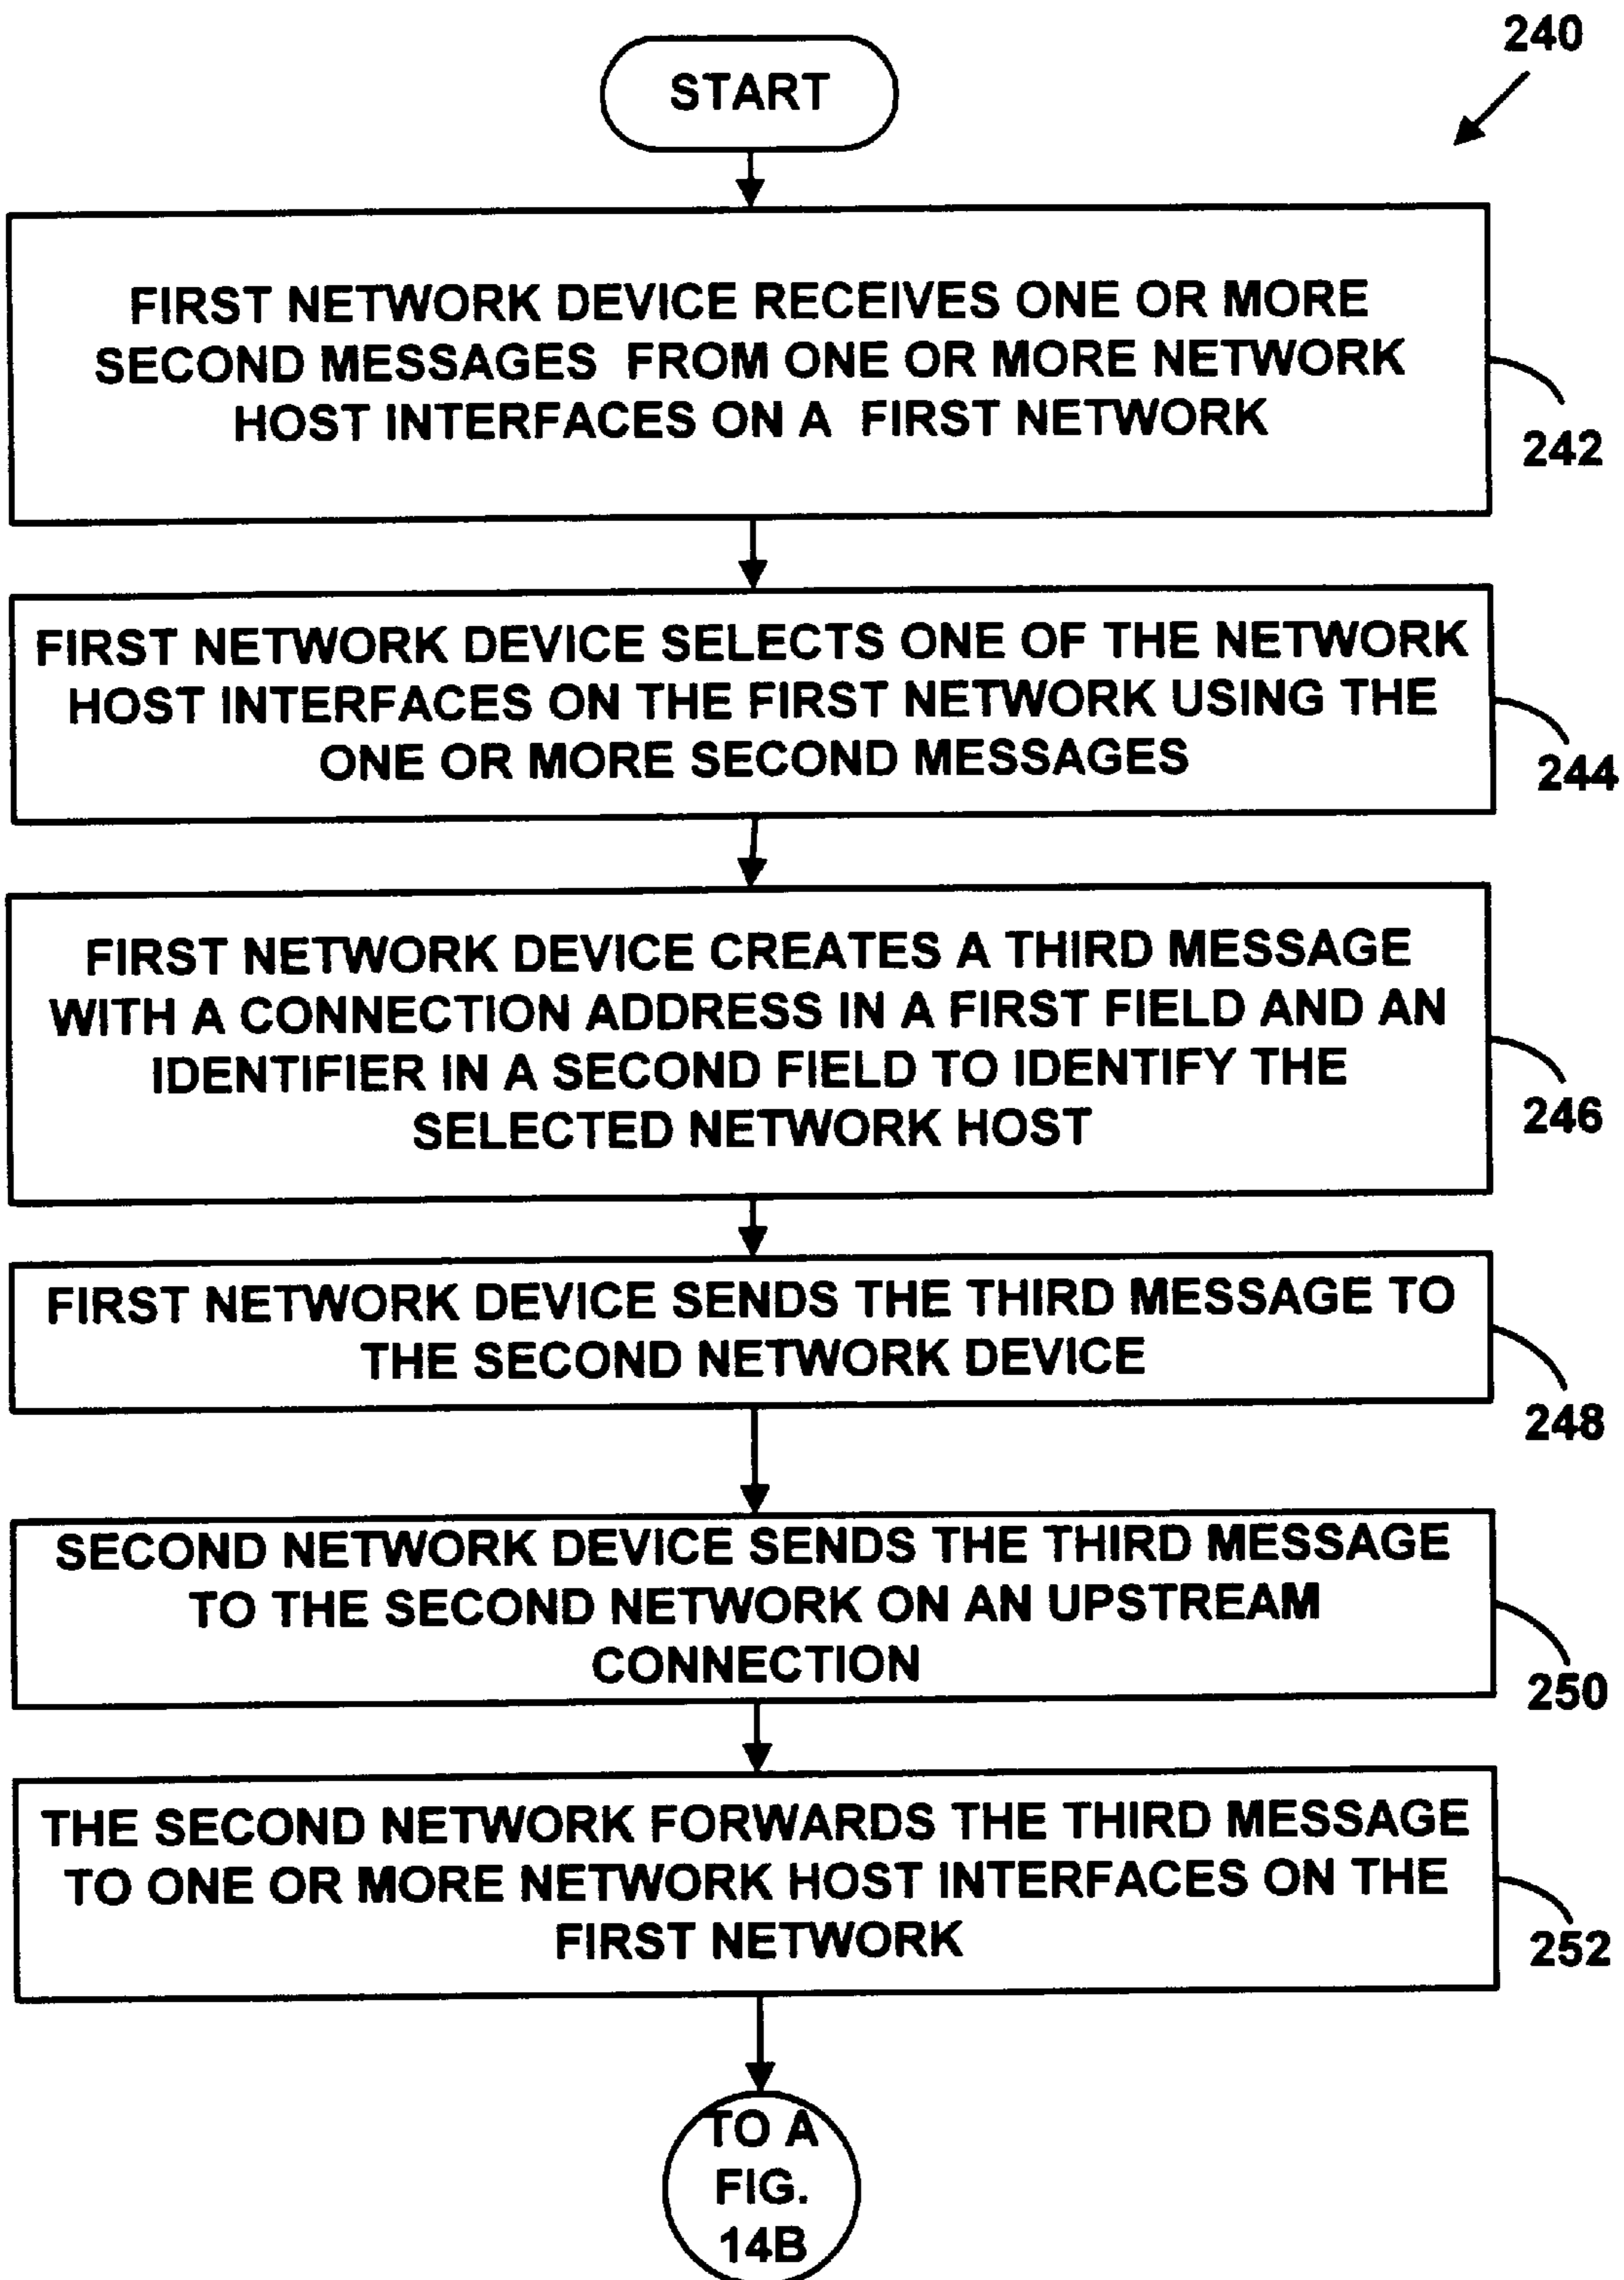 240
START
FIRST NETWORK DEVICE RECEIVES ONE OR MORE
SECOND MESSAGES FROM ONE OR MORE NETWORK
HOST INTERFACES ON A FIRST NETWORK
242
FIRST NETWORK DEVICE SELECTS ONE OF THE NETWORK
HOST INTERFACES ON THE FIRST NETWORK USING THE
ONE OR MORE SECOND MESSAGES
244
FIRST NETWORK DEVICE CREATES A THIRD MESSAGE
WITH A CONNECTION ADDRESS IN A FIRST FIELD AND AN
IDENTIFIER IN A SECOND FIELD TO IDENTIFY THE
SELECTED NETWORK HOST
246
FIRST NETWORK DEVICE SENDS THE THIRD MESSAGE TO
THE SECOND NETWORK DEVICE
248
SECOND NETWORK DEVICE SENDS THE THIRD MESSAGE
TO THE SECOND NETWORK ON AN UPSTREAM
CONNECTION
250
THE SECOND NETWORK FORWARDS THE THIRD MESSAGE
TO ONE OR MORE NETWORK HOST INTERFACES ON THE
FIRST NETWORK
252
TO A
FIG.
14B